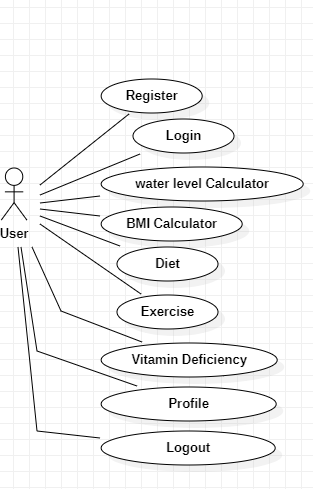 Register
Login
water level Calculator
User
BMI Calculator
Diet
Exercise
Vitamin Deficiency
Profile
Logout